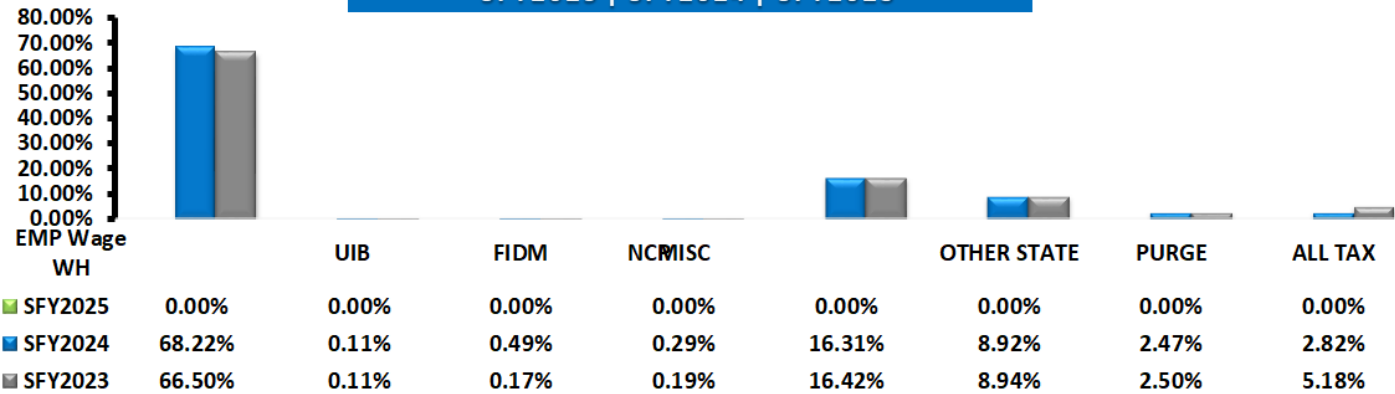 80.00%
70.00%
60.00%
50.00%
40.00%
30.00%
20.00%
10.00%
0.00%
EMP Wage WH UIB FIDM NCP MISC OTHER STATE PURGE ALL TAX
SFY2025 0.00% 0.00% 0.00% 0.00% 0.00% 0.00% 0.00% 0.00%
SFY2024 68.22% 0.11% 0.49% 0.29% 16.31% 8.92% 2.47% 2.82%
SFY2023 66.50% 0.11% 0.17% 0.19% 16.42% 8.94% 2.50% 5.18%